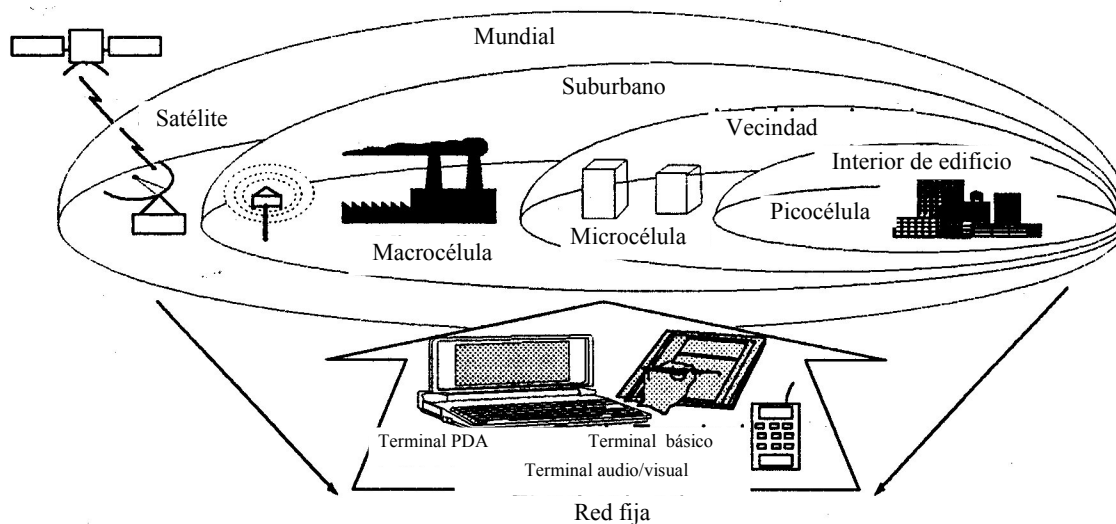 Mundial
Suburbano
Satélite
Vecindad
Interior de edificio
Picocélula
Microcélula
Macrocélula
Terminal PDA
Terminal básico
Terminal audio/visual
Red fija